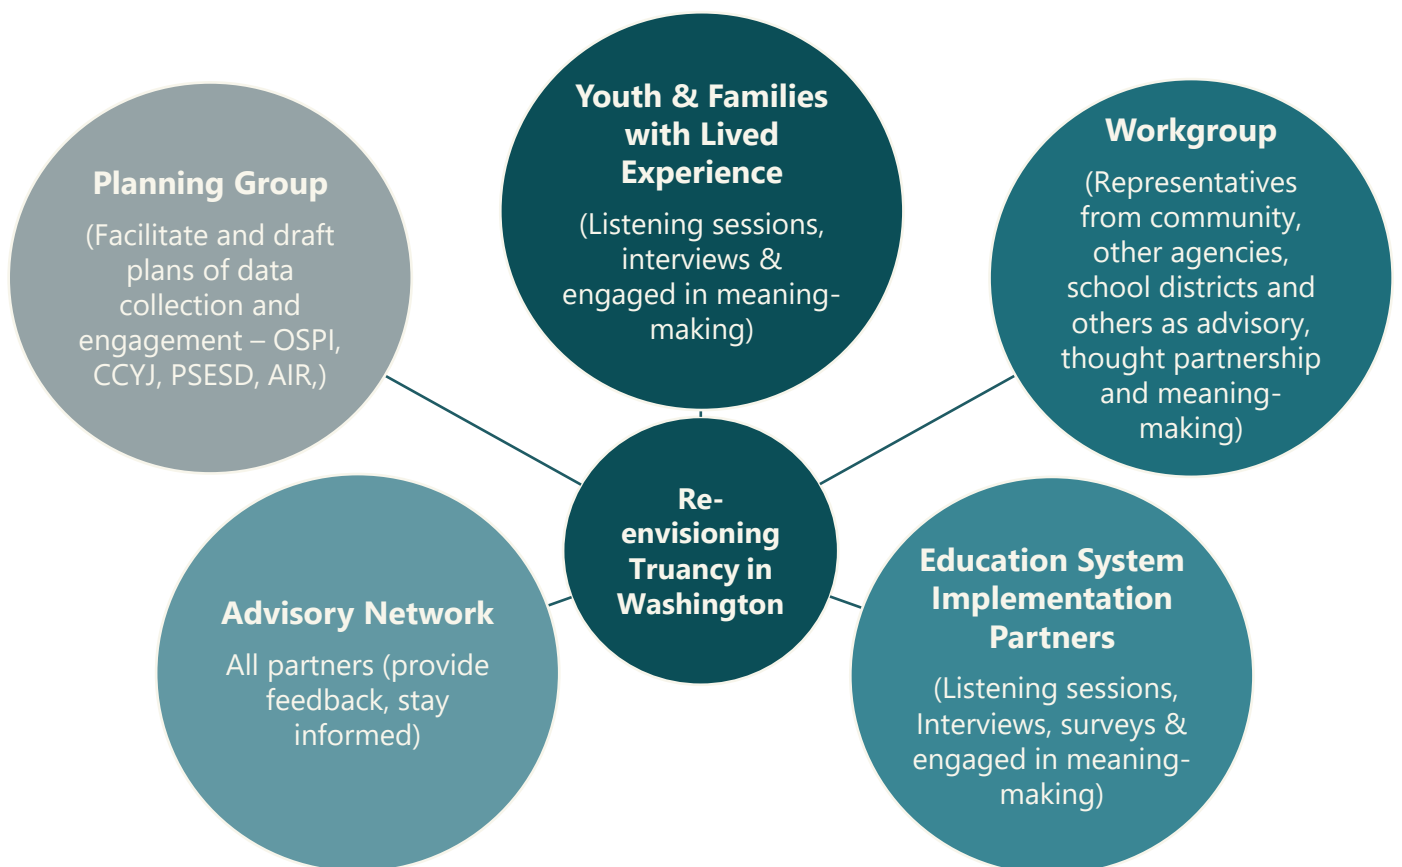 Youth & Families
with Lived
Experience
(Listening sessions,
interviews &
engaged in meaning-
making)
Workgroup
(Representatives
from community,
other agencies,
school districts and
others as advisory,
thought partnership
and meaning-
making)
Education System
Implementation
Partners
(Listening sessions,
Interviews, surveys &
engaged in meaning-
making)
Advisory Network
All partners (provide
feedback, stay
informed)
Planning Group
(Facilitate and draft
plans of data
collection and
engagement – OSPI,
CCYJ, PSESD, AIR,)
Re-
envisioning
Truancy in
Washington